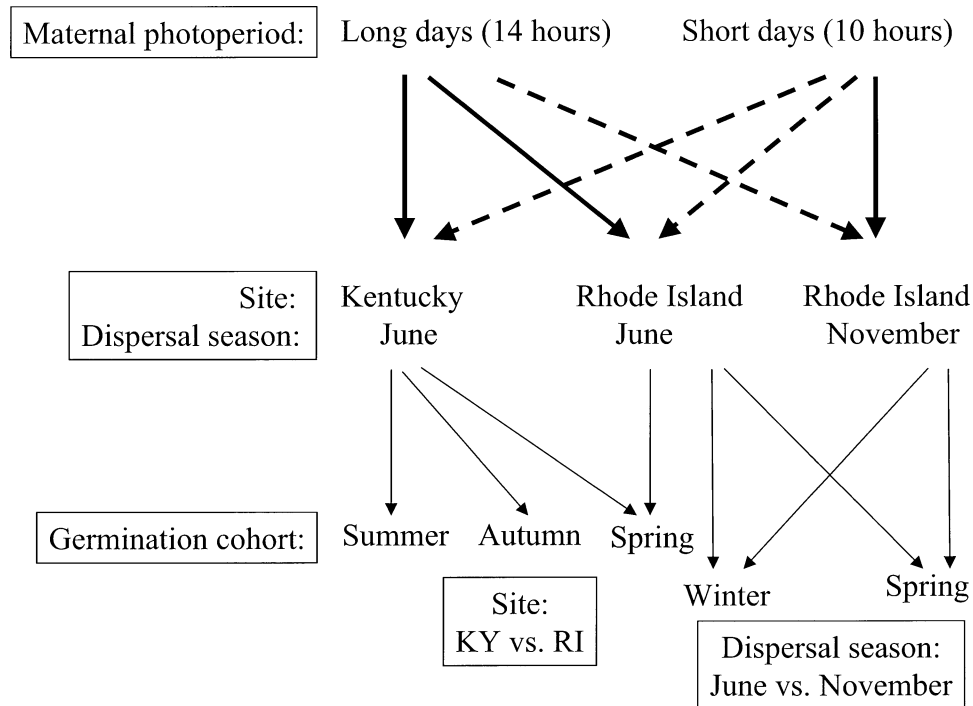 Maternal photoperiod: Long days (14 hours) Short days (10 hours)
Site: Kentucky Rhode Island Rhode Island
Dispersal season: June June November
Germination cohort: Summer Autumn Spring
Winter Spring
Site:
KY vs. RI
Dispersal season:
June vs. November